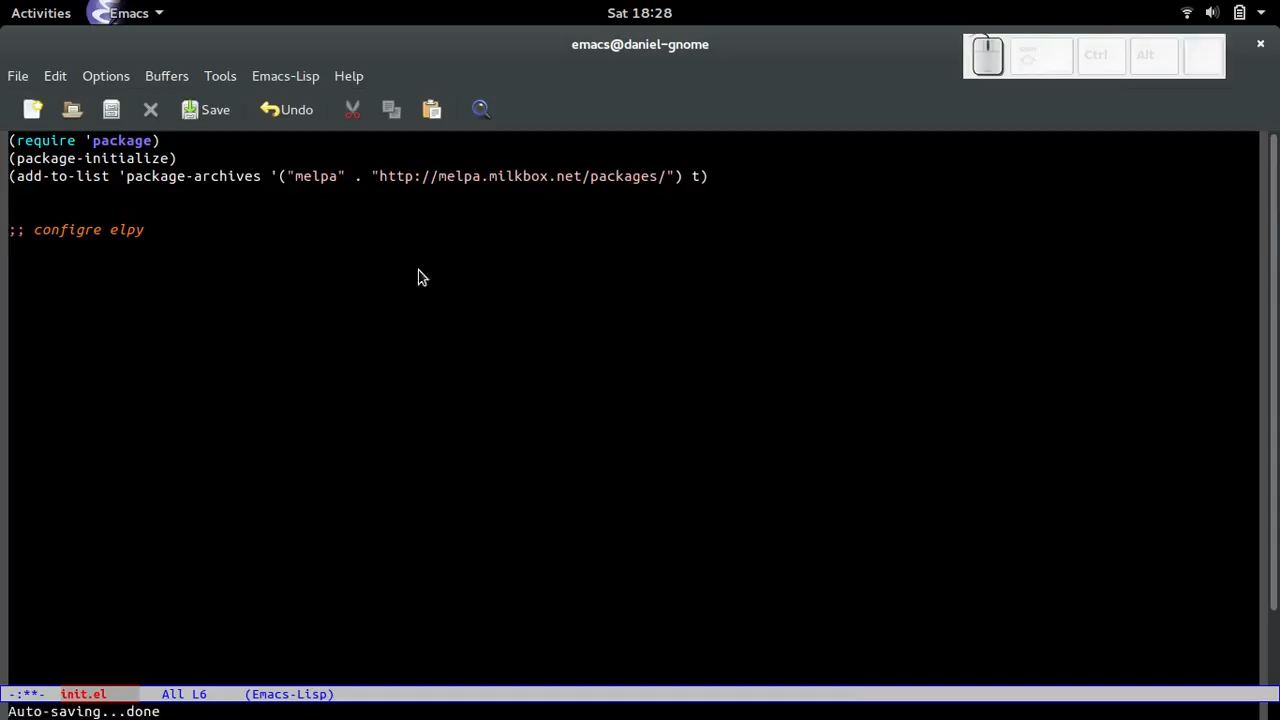 Activities Emacs Sat 18:28
emacs@daniel-gnome
Ctrl Alt
File Edit Options Buffers Tools Emacs-Lisp Help
Save Undo
(require 'package)
(package-initialize)
(add-to-list 'package-archives '("melpa" . "http://melpa.milkbox.net/packages/") t)
;; configre elpy
-:**- init.el All L6 (Emacs-Lisp)
Auto-saving...done